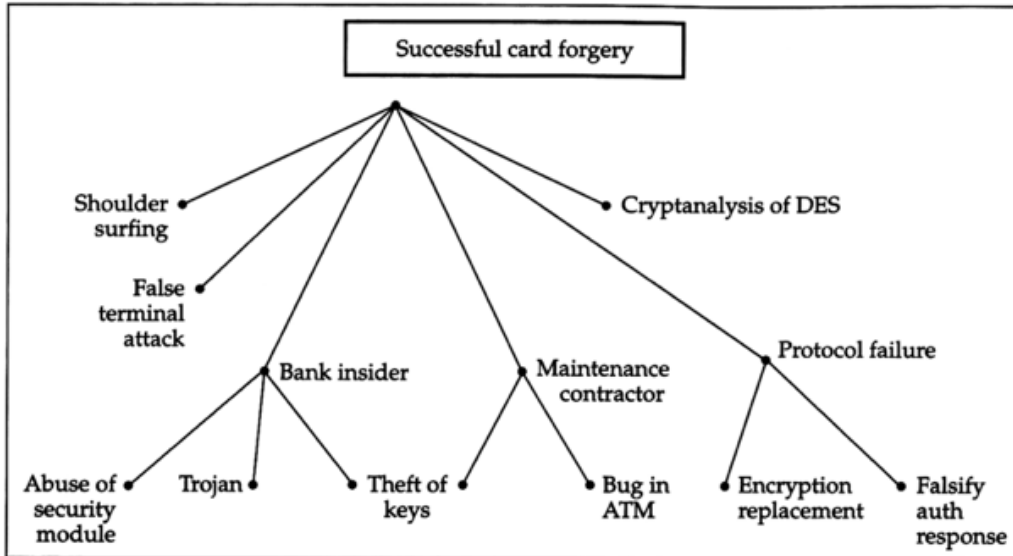 Successful card forgery
Shoulder
surfing
Cryptanalysis of DES
False
terminal
attack
Bank insider
Maintenance
contractor
Protocol failure
Abuse of
security
module
Trojan
Theft of
keys
Bug in
ATM
Encryption
replacement
Falsify
auth
response